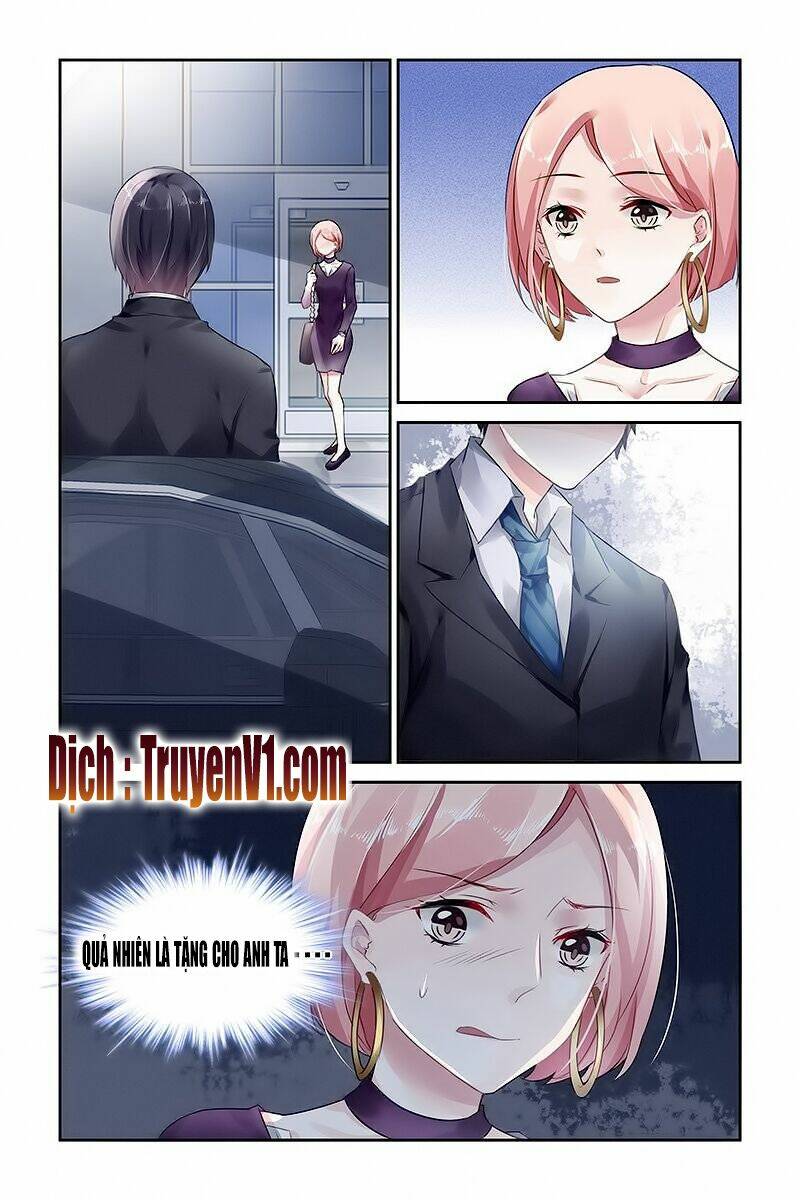 Dịch : TruyenV1.com
QUẢ NHIÊN LÀ TẶNG CHO ANH TA ····